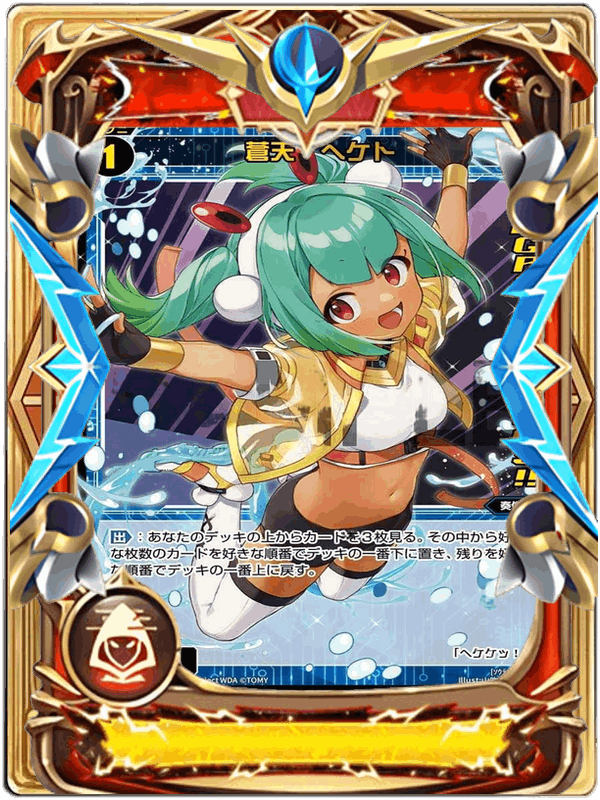 1
蒼天 ヘケト
出：あなたのデッキの上からカードを3枚見る。その中から好
な枚数のカードを好きな順番でデッキの一番下に置き、残りを好
な順番でデッキの一番上に戻す。
「ヘケケッ！
ject WDA ©TOMY
Illust